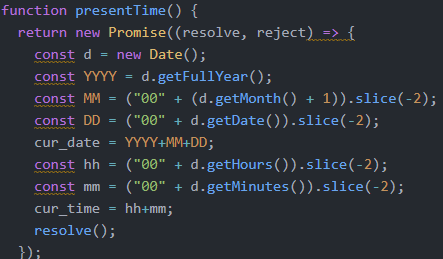 function presentTime() {
return new Promise((resolve, reject) => {
const d = new Date();
const YYYY = d.getFullYear();
const MM = ("00" + (d.getMonth() + 1)).slice(-2);
const DD = ("00" + d.getDate()).slice(-2);
cur_date = YYYY+MM+DD;
const hh = ("00" + d.getHours()).slice(-2);
const mm = ("00" + d.getMinutes()).slice(-2);
cur_time = hh+mm;
resolve();
});